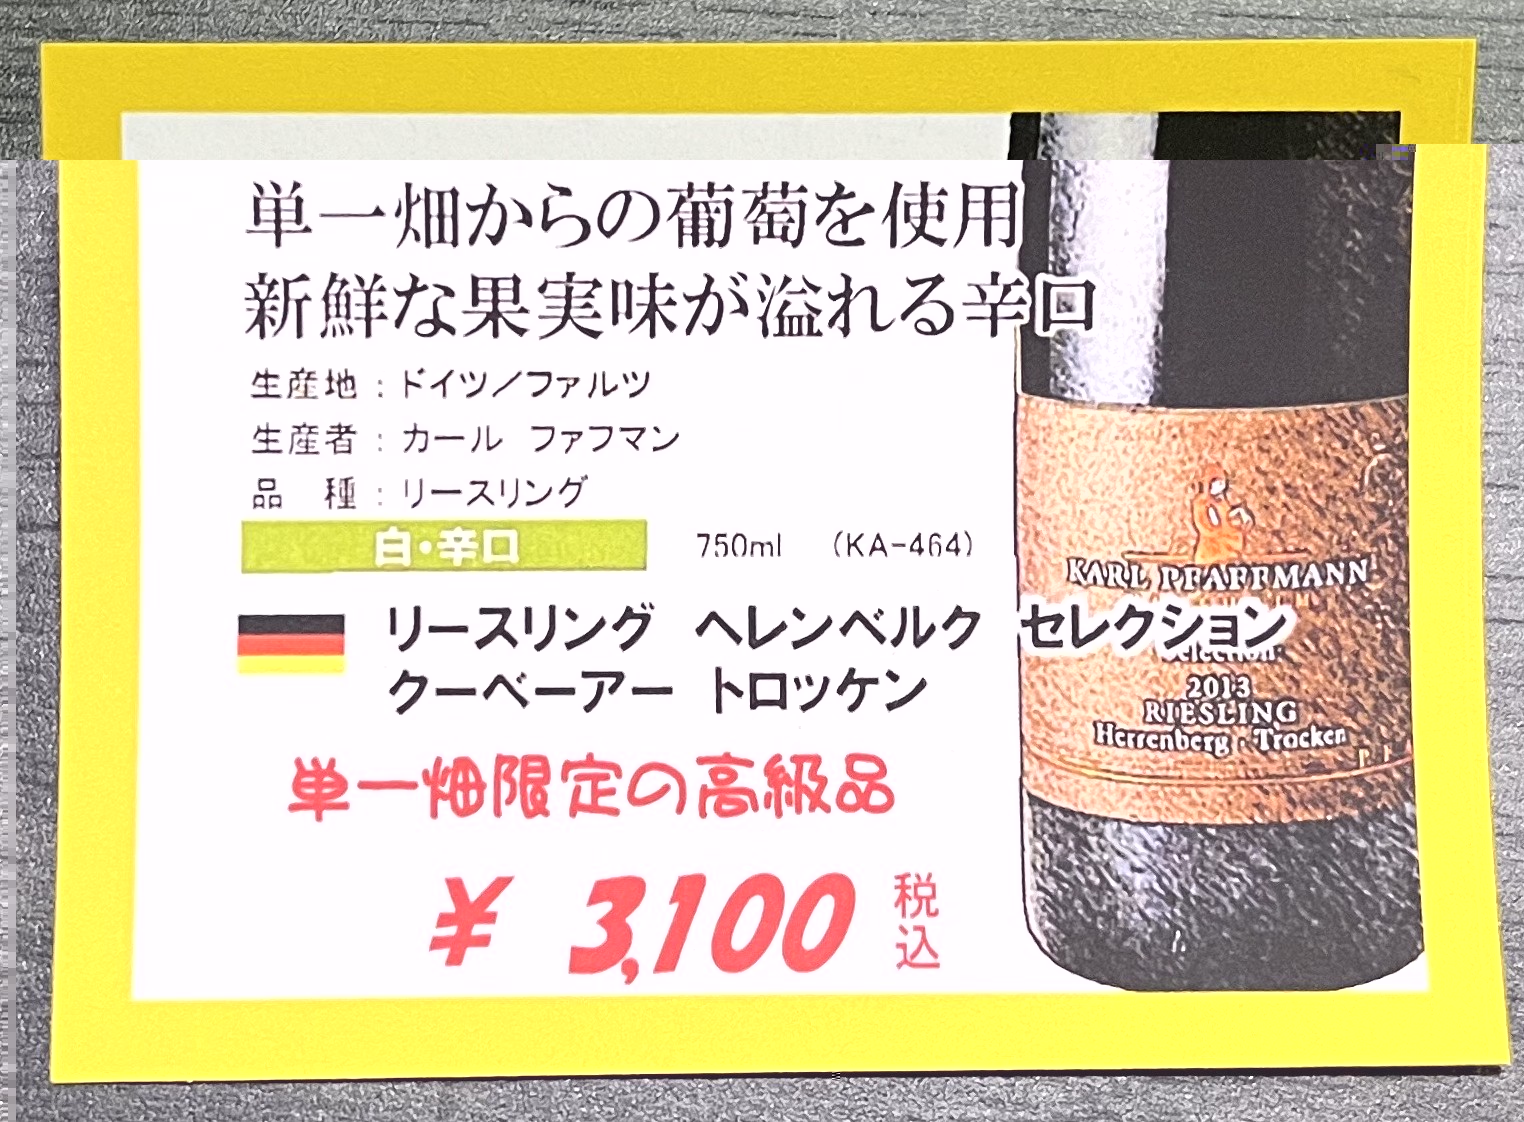 単一畑からの葡萄を使用
新鮮な果実味が溢れる辛口
生産地：ドイツ／ファルツ
生産者：カール ファフマン
品　種：リースリング
白・辛口 750ml （KA-464）
リースリング ヘレンベルク セレクション
クーベーアー トロッケン
単一畑限定の高級品
¥ 3,100 税込
KARL PFAFFMANN
Selection
2013
RIESLING
Herrenberg · Trocken